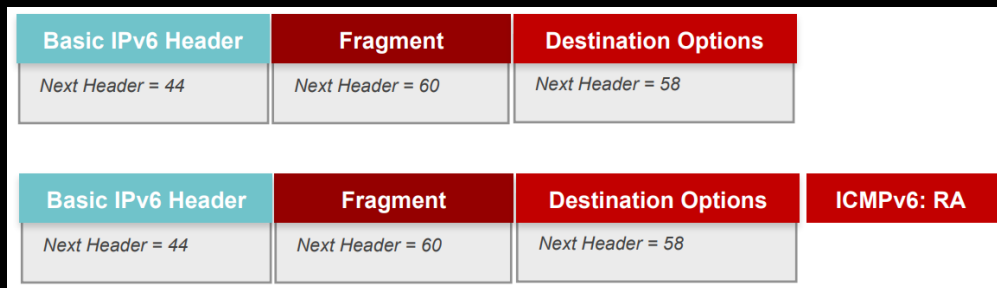 Basic IPv6 Header Fragment Destination Options
Next Header = 44 Next Header = 60 Next Header = 58
Basic IPv6 Header Fragment Destination Options ICMPv6: RA
Next Header = 44 Next Header = 60 Next Header = 58